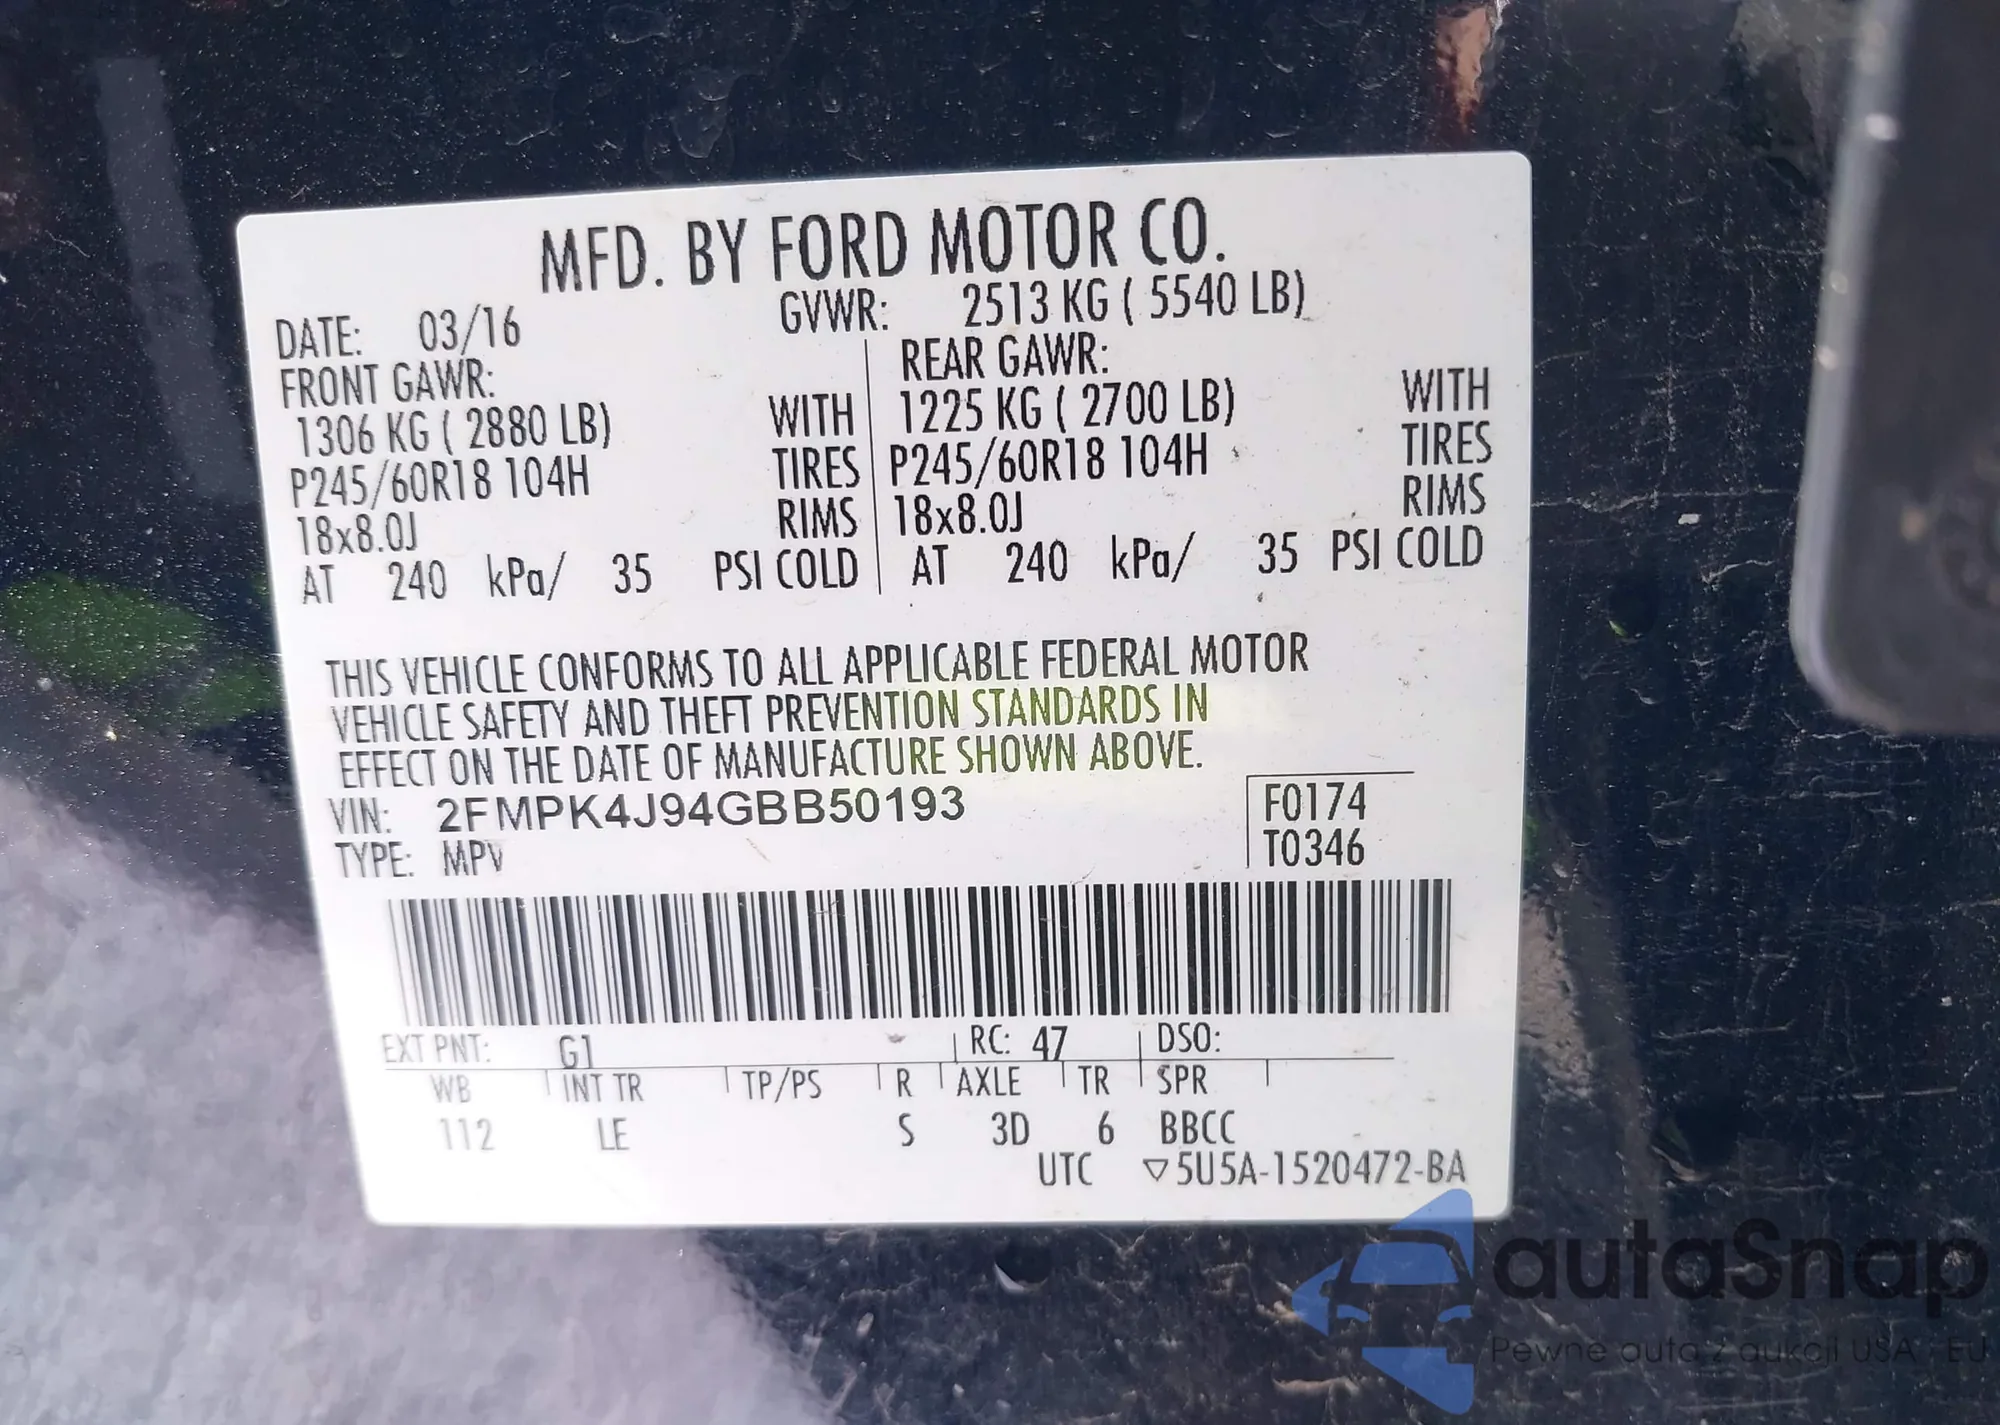 MFD. BY FORD MOTOR CO.
DATE: 03/16 GVWR: 2513 KG ( 5540 LB)
FRONT GAWR: REAR GAWR:
1306 KG ( 2880 LB) WITH 1225 KG ( 2700 LB) WITH
P245/60R18 104H TIRES P245/60R18 104H TIRES
18x8.0J RIMS 18x8.0J RIMS
AT 240 kPa/ 35 PSI COLD AT 240 kPa/ 35 PSI COLD
THIS VEHICLE CONFORMS TO ALL APPLICABLE FEDERAL MOTOR
VEHICLE SAFETY AND THEFT PREVENTION STANDARDS IN
EFFECT ON THE DATE OF MANUFACTURE SHOWN ABOVE.
VIN: 2FMPK4J94GBB50193 F0174
TYPE: MPV T0346
EXT PNT: G1 RC: 47 DSO:
WB INT TR TP/PS R AXLE TR SPR
112 LE S 3D 6 BBCC
UTC ▽5U5A-1520472-BA
autaSnap
Pewne auta z aukcji USA i EU